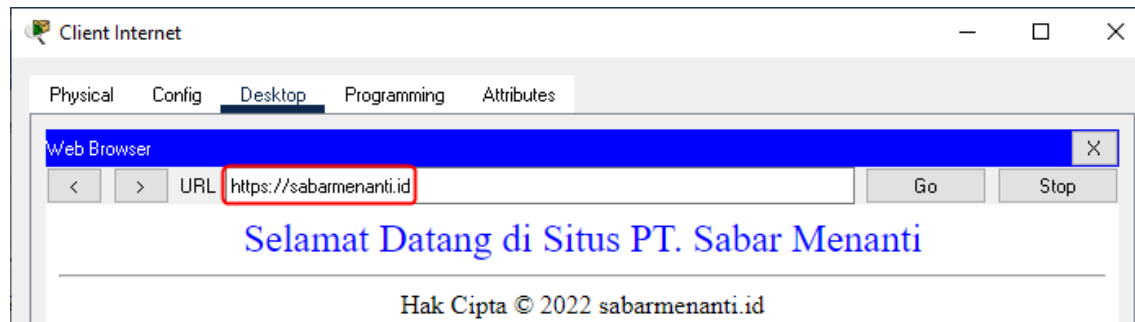 Client Internet
Physical Config Desktop Programming Attributes
Web Browser X
< > URL https://sabarmenanti.id Go Stop
Selamat Datang di Situs PT. Sabar Menanti
Hak Cipta © 2022 sabarmenanti.id